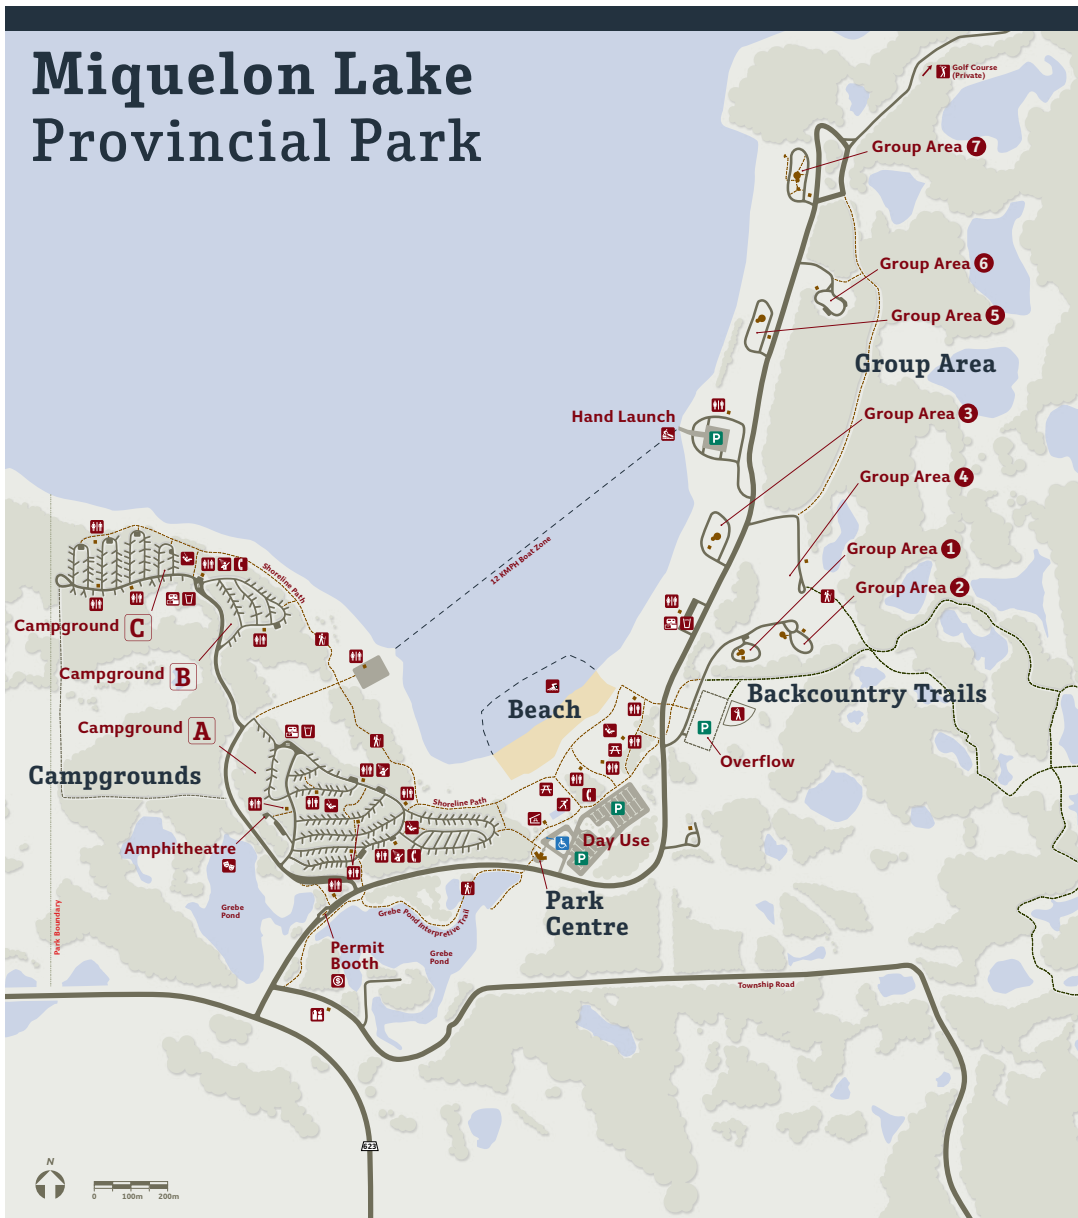 Miquelon Lake
Provincial Park
Golf Course
(Private)
Group Area 7
Group Area 6
Group Area 5
Group Area
Group Area 3
Hand Launch
P
Group Area 4
12 KMPH Boat Zone
Group Area 1
Group Area 2
Shoreline Path
Campground C
Campground B
Backcountry Trails
Beach
Campground A
P
Overflow
Campgrounds
Shoreline Path
P
Day Use
Amphitheatre
P
Park
Centre
Grebe
Pond
Grebe Pond Interpretive Trail
Park Boundary
Permit
Booth
Grebe
Pond
$
Township Road
623
N
0 100m 200m